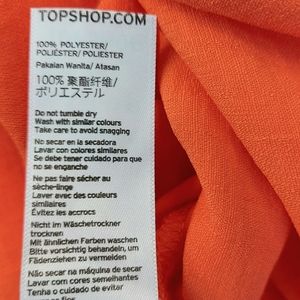 TOPSHOP.COM
100% POLYESTER/
POLIÉSTER/ POLIESTER
Pakaian Wanita/ Atasan
100% 聚酯纤维/
ポリエステル
Do not tumble dry
Wash with similar colours
Take care to avoid snagging
No se secar en la secadora
Lavar con colores similares
Se debe tener cuidado para que
no se enganche
Ne pas faire sécher au
sèche-linge
Laver avec des couleurs
similaires
Évitez les accrocs
Nicht im Wäschetrockner
trocknen
Mit ähnlichen Farben waschen
Bitte vorsichtig behandeln, um
Fädenziehen zu vermeiden
Não secar na máquina de secar
Lavar com cores semelhantes
Tenha o cuidado de evitar